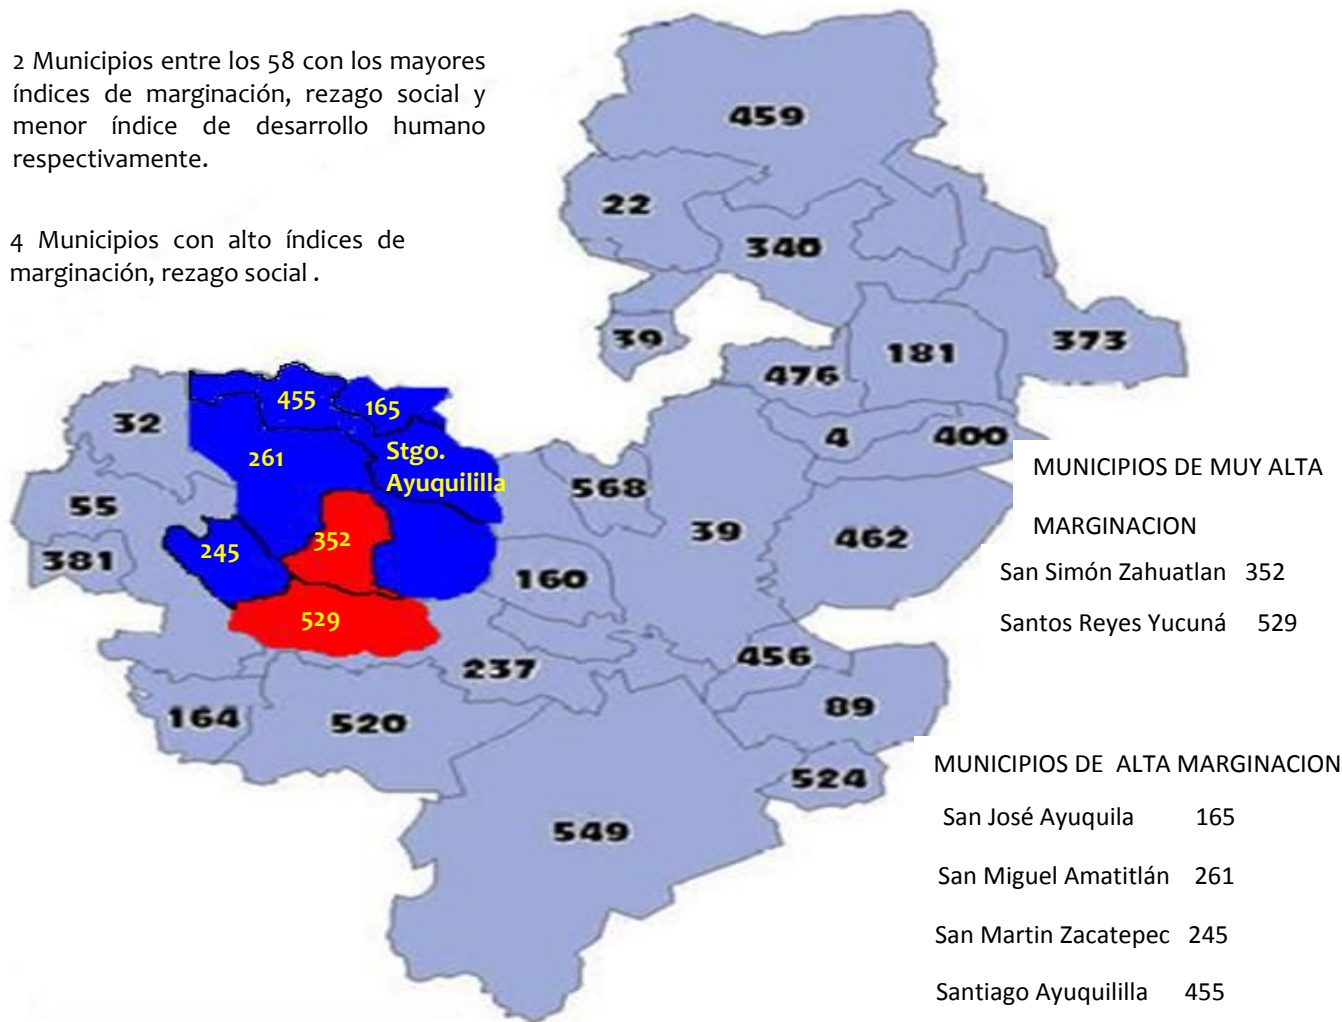 2 Municipios entre los 58 con los mayores
índices de marginación, rezago social y
menor índice de desarrollo humano
respectivamente.
4 Municipios con alto índices de
marginación, rezago social .
459
22
340
39
181
373
476
455
165
32
4
400
261
Stgo.
Ayuquililla
568
55
39
462
352
245
381
160
529
456
237
164
520
89
524
549
MUNICIPIOS DE MUY ALTA
MARGINACION
San Simón Zahuatlan 352
Santos Reyes Yucuná 529
MUNICIPIOS DE ALTA MARGINACION
San José Ayuquila 165
San Miguel Amatitlán 261
San Martin Zacatepec 245
Santiago Ayuquililla 455